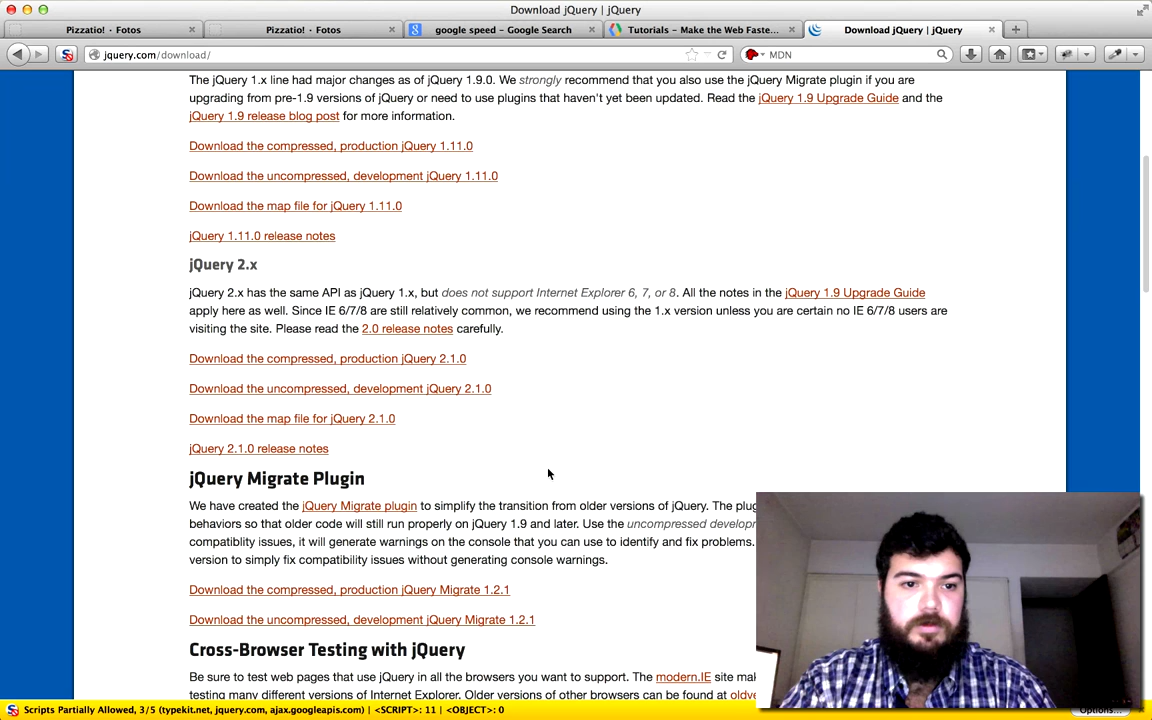 Download jQuery | jQuery
Pizzatio! - Fotos
Pizzatio! - Fotos
google speed - Google Search
Tutorials - Make the Web Faste...
Download jQuery | jQuery
jquery.com/download/
MDN
The jQuery 1.x line had major changes as of jQuery 1.9.0. We strongly recommend that you also use the jQuery Migrate plugin if you are
upgrading from pre-1.9 versions of jQuery or need to use plugins that haven't yet been updated. Read the jQuery 1.9 Upgrade Guide and the
jQuery 1.9 release blog post for more information.
Download the compressed, production jQuery 1.11.0
Download the uncompressed, development jQuery 1.11.0
Download the map file for jQuery 1.11.0
jQuery 1.11.0 release notes
jQuery 2.x
jQuery 2.x has the same API as jQuery 1.x, but does not support Internet Explorer 6, 7, or 8. All the notes in the jQuery 1.9 Upgrade Guide
apply here as well. Since IE 6/7/8 are still relatively common, we recommend using the 1.x version unless you are certain no IE 6/7/8 users are
visiting the site. Please read the 2.0 release notes carefully.
Download the compressed, production jQuery 2.1.0
Download the uncompressed, development jQuery 2.1.0
Download the map file for jQuery 2.1.0
jQuery 2.1.0 release notes
jQuery Migrate Plugin
We have created the jQuery Migrate plugin to simplify the transition from older versions of jQuery. The plug
behaviors so that older code will still run properly on jQuery 1.9 and later. Use the uncompressed developr
compatiblity issues, it will generate warnings on the console that you can use to identify and fix problems.
version to simply fix compatibility issues without generating console warnings.
Download the compressed, production jQuery Migrate 1.2.1
Download the uncompressed, development jQuery Migrate 1.2.1
Cross-Browser Testing with jQuery
Be sure to test web pages that use jQuery in all the browsers you want to support. The modern.IE site mak
testing many different versions of Internet Explorer. Older versions of other browsers can be found at oldve
Scripts Partially Allowed, 3/5 (typekit.net, jquery.com, ajax.googleapis.com) | <SCRIPT>: 11 | <OBJECT>: 0
Options...